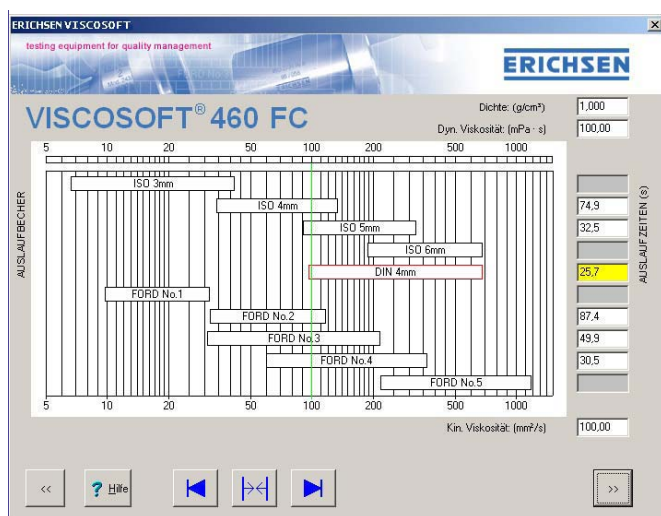 ERICHSEN VISCOSOFT
testing equipment for quality management
ERICHSEN
VISCOSOFT® 460 FC
Dichte: (g/cm³) 1,000
Dyn. Viskosität: (mPa · s) 100,00
5 10 20 50 100 200 500 1000
AUSLAUFBECHER
AUSLAUFZEITEN (s)
ISO 3mm
ISO 4mm 74,9
ISO 5mm 32,5
ISO 6mm
DIN 4mm 25,7
FORD No.1
FORD No.2 87,4
FORD No.3 49,9
FORD No.4 30,5
FORD No.5
5 10 20 50 100 200 500 1000
Kin. Viskosität: (mm²/s) 100,00
<< ? Hilfe >>